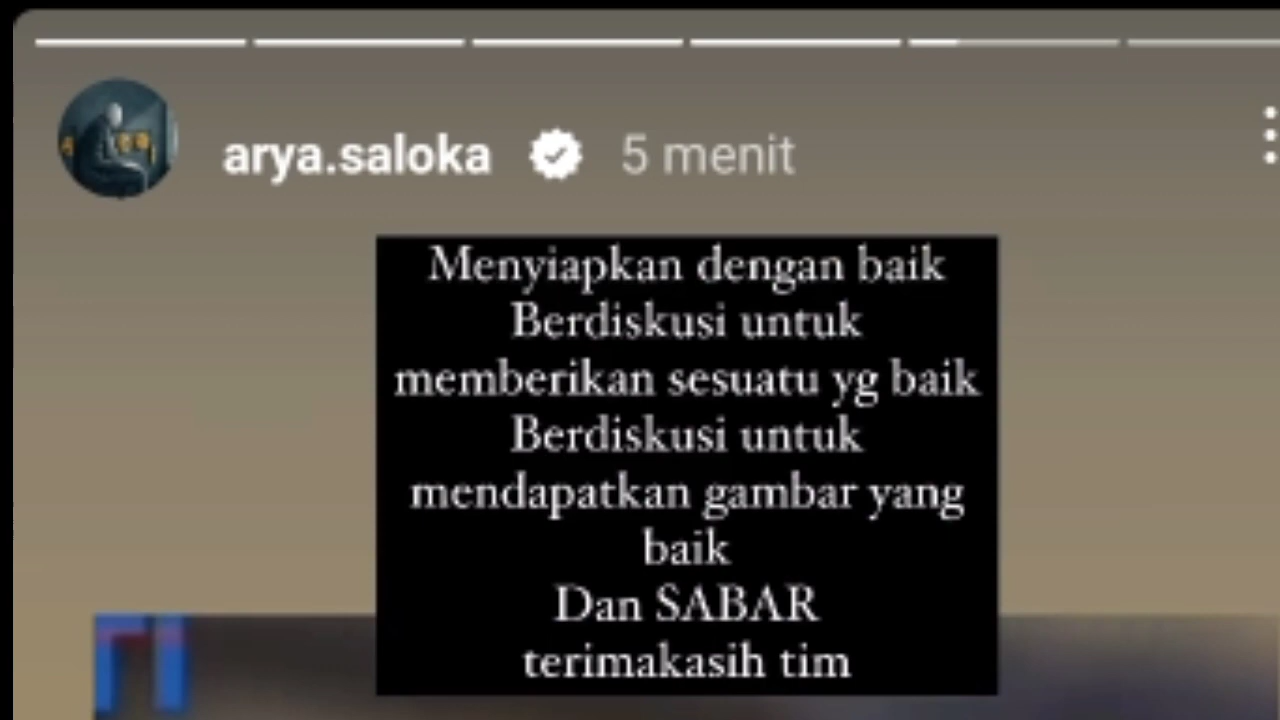 arya.saloka 5 menit
Menyiapkan dengan baik
Berdiskusi untuk
memberikan sesuatu yg baik
Berdiskusi untuk
mendapatkan gambar yang
baik
Dan SABAR
terimakasih tim